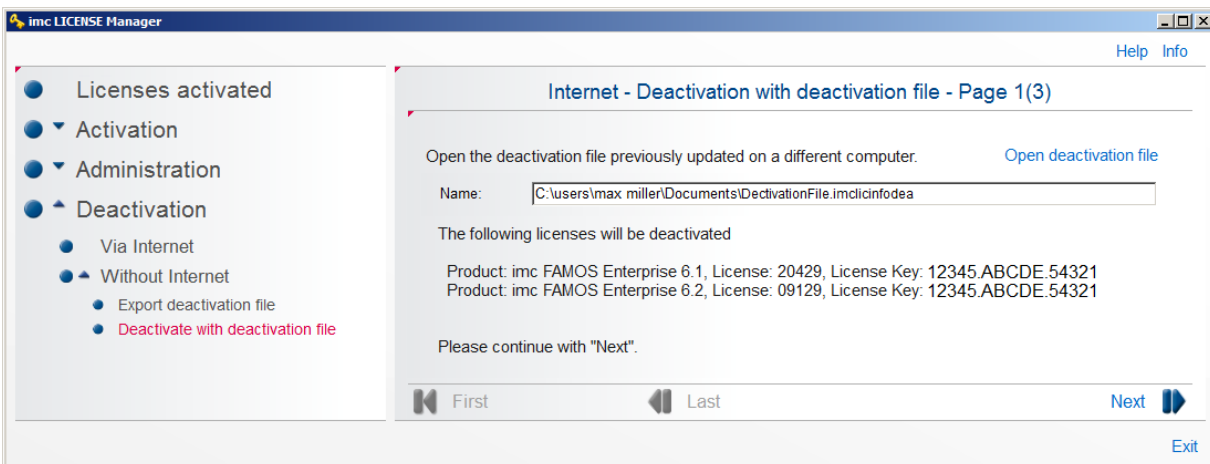 imc LICENSE Manager
Help Info
Licenses activated
Activation
Administration
Deactivation
Via Internet
Without Internet
Export deactivation file
Deactivate with deactivation file
Internet - Deactivation with deactivation file - Page 1(3)
Open the deactivation file previously updated on a different computer. Open deactivation file
Name: C:\users\max miller\Documents\DectivationFile.imclicinfodea
The following licenses will be deactivated
Product: imc FAMOS Enterprise 6.1, License: 20429, License Key: 12345.ABCDE.54321
Product: imc FAMOS Enterprise 6.2, License: 09129, License Key: 12345.ABCDE.54321
Please continue with "Next".
First Last Next
Exit